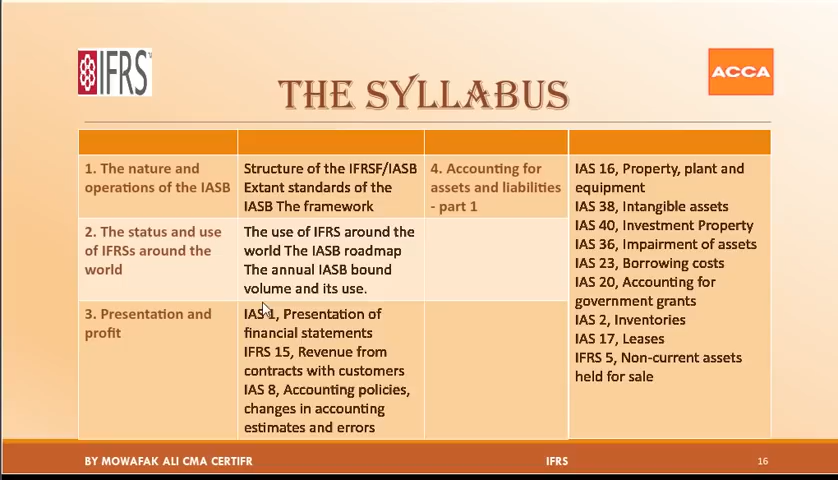 IFRS
ACCA
THE SYLLABUS
1. The nature and
operations of the IASB
Structure of the IFRSF/IASB
Extant standards of the
IASB The framework
4. Accounting for
assets and liabilities
- part 1
IAS 16, Property, plant and
equipment
IAS 38, Intangible assets
IAS 40, Investment Property
IAS 36, Impairment of assets
IAS 23, Borrowing costs
IAS 20, Accounting for
government grants
IAS 2, Inventories
IAS 17, Leases
IFRS 5, Non-current assets
held for sale
2. The status and use
of IFRSs around the
world
The use of IFRS around the
world The IASB roadmap
The annual IASB bound
volume and its use.
3. Presentation and
profit
IAS 1, Presentation of
financial statements
IFRS 15, Revenue from
contracts with customers
IAS 8, Accounting policies,
changes in accounting
estimates and errors
BY MOWAFAK ALI CMA CERTIFR
IFRS
16